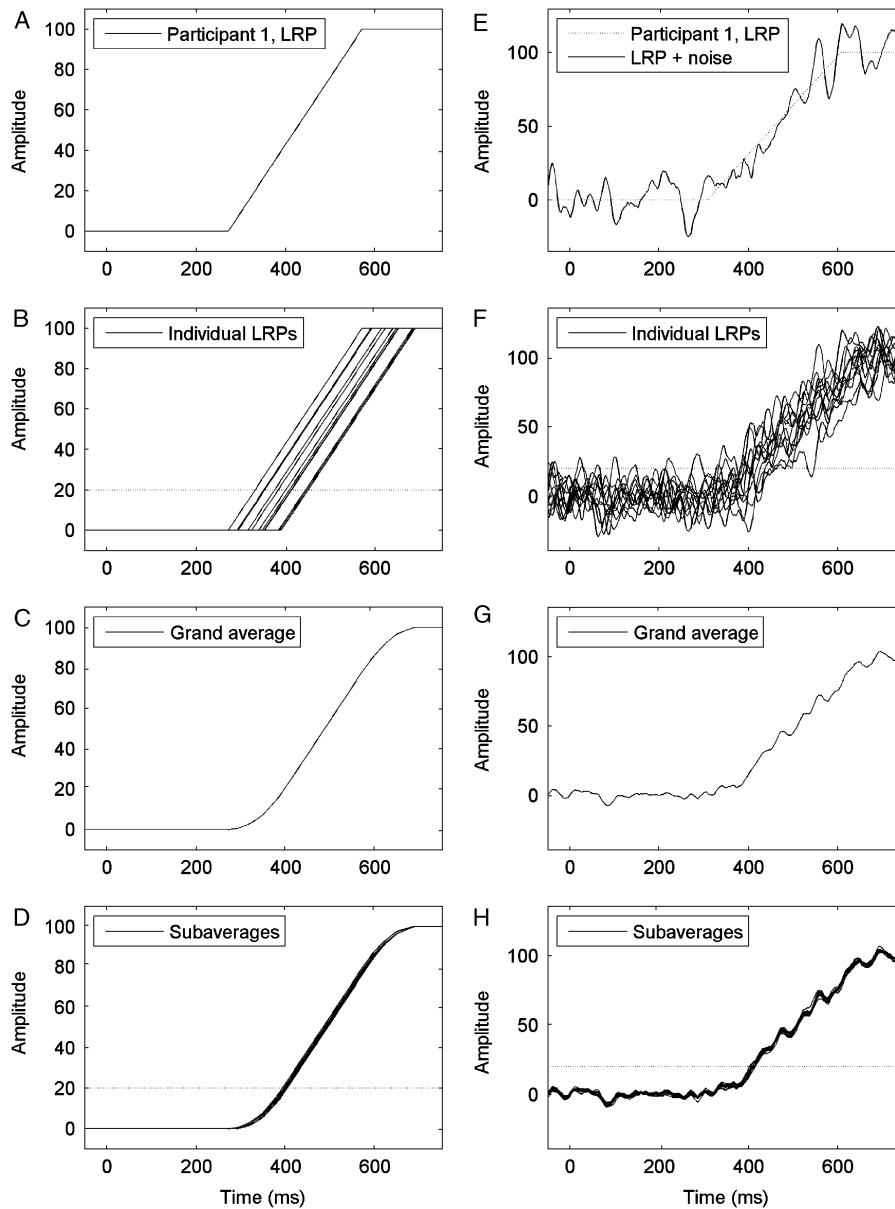 A
Participant 1, LRP
Amplitude
100
80
60
40
20
0
0 200 400 600
B
Individual LRPs
Amplitude
100
80
60
40
20
0
0 200 400 600
C
Grand average
Amplitude
100
80
60
40
20
0
0 200 400 600
D
Subaverages
Amplitude
100
80
60
40
20
0
0 200 400 600
Time (ms)
E
Participant 1, LRP
LRP + noise
Amplitude
100
50
0
0 200 400 600
F
Individual LRPs
Amplitude
100
50
0
0 200 400 600
G
Grand average
Amplitude
100
50
0
0 200 400 600
H
Subaverages
Amplitude
100
50
0
0 200 400 600
Time (ms)